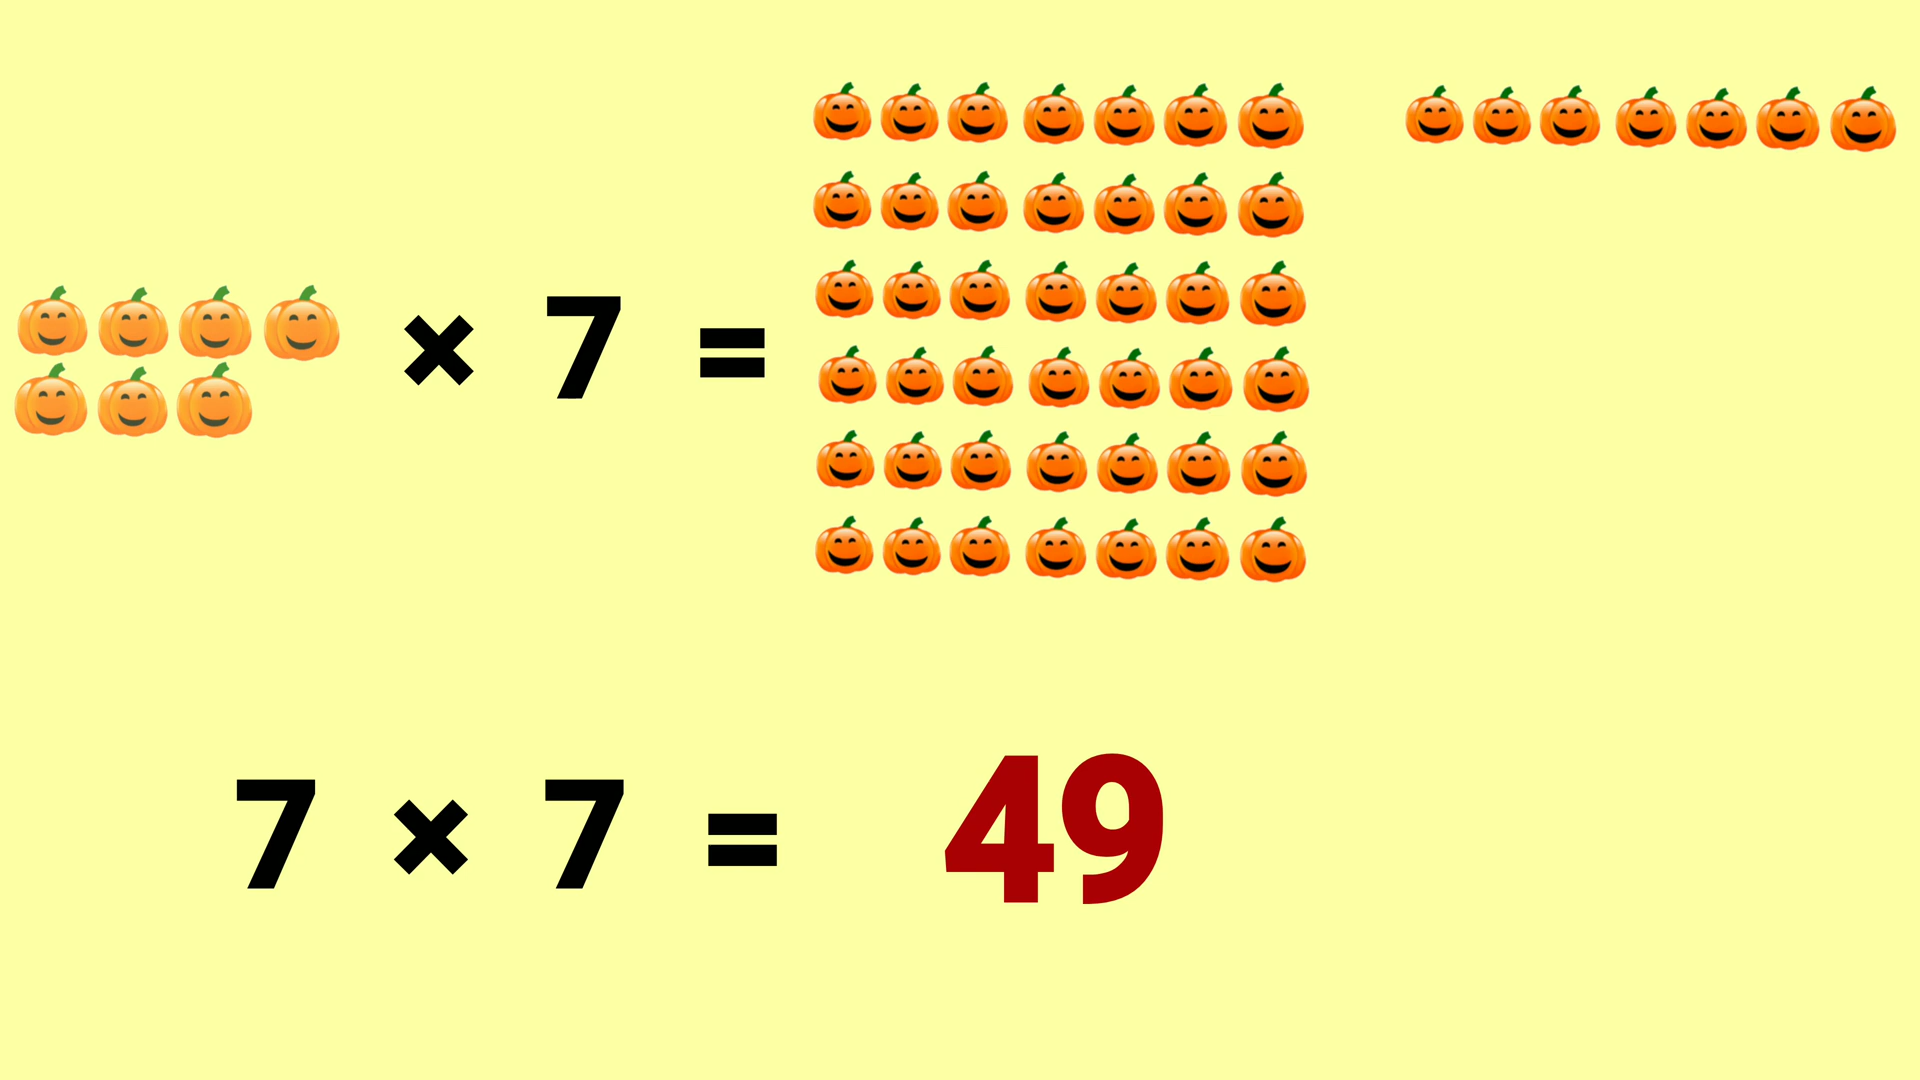 × 7 =
7 × 7 = 49